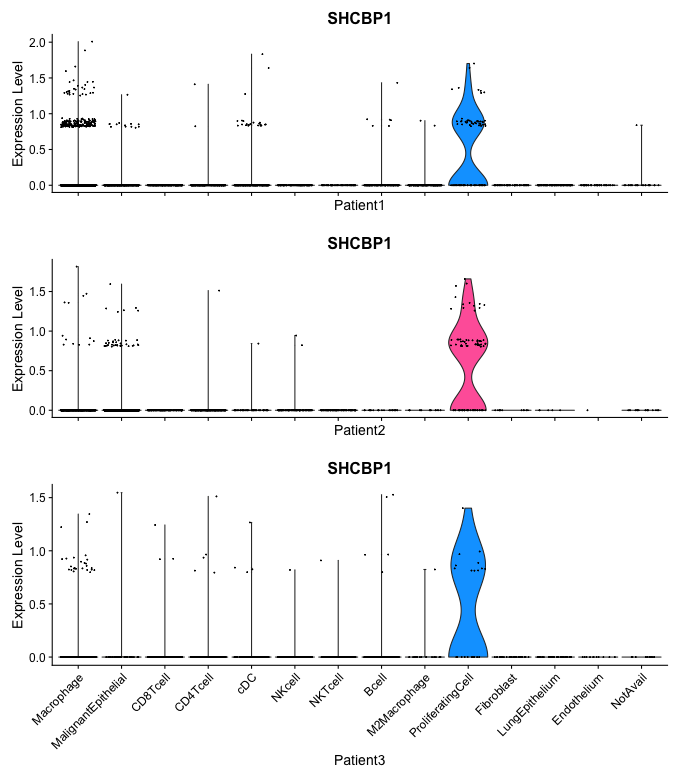 SHCBP1
Expression Level
2.0
1.5
1.0
0.5
0.0
Patient1
SHCBP1
Expression Level
1.5
1.0
0.5
0.0
Patient2
SHCBP1
Expression Level
1.5
1.0
0.5
0.0
Macrophage
MalignantEpithelial
CD8Tcell
CD4Tcell
cDC
NKcell
NKTcell
Bcell
M2Macrophage
ProliferatingCell
Fibroblast
LungEpithelium
Endothelium
NotAvail
Patient3